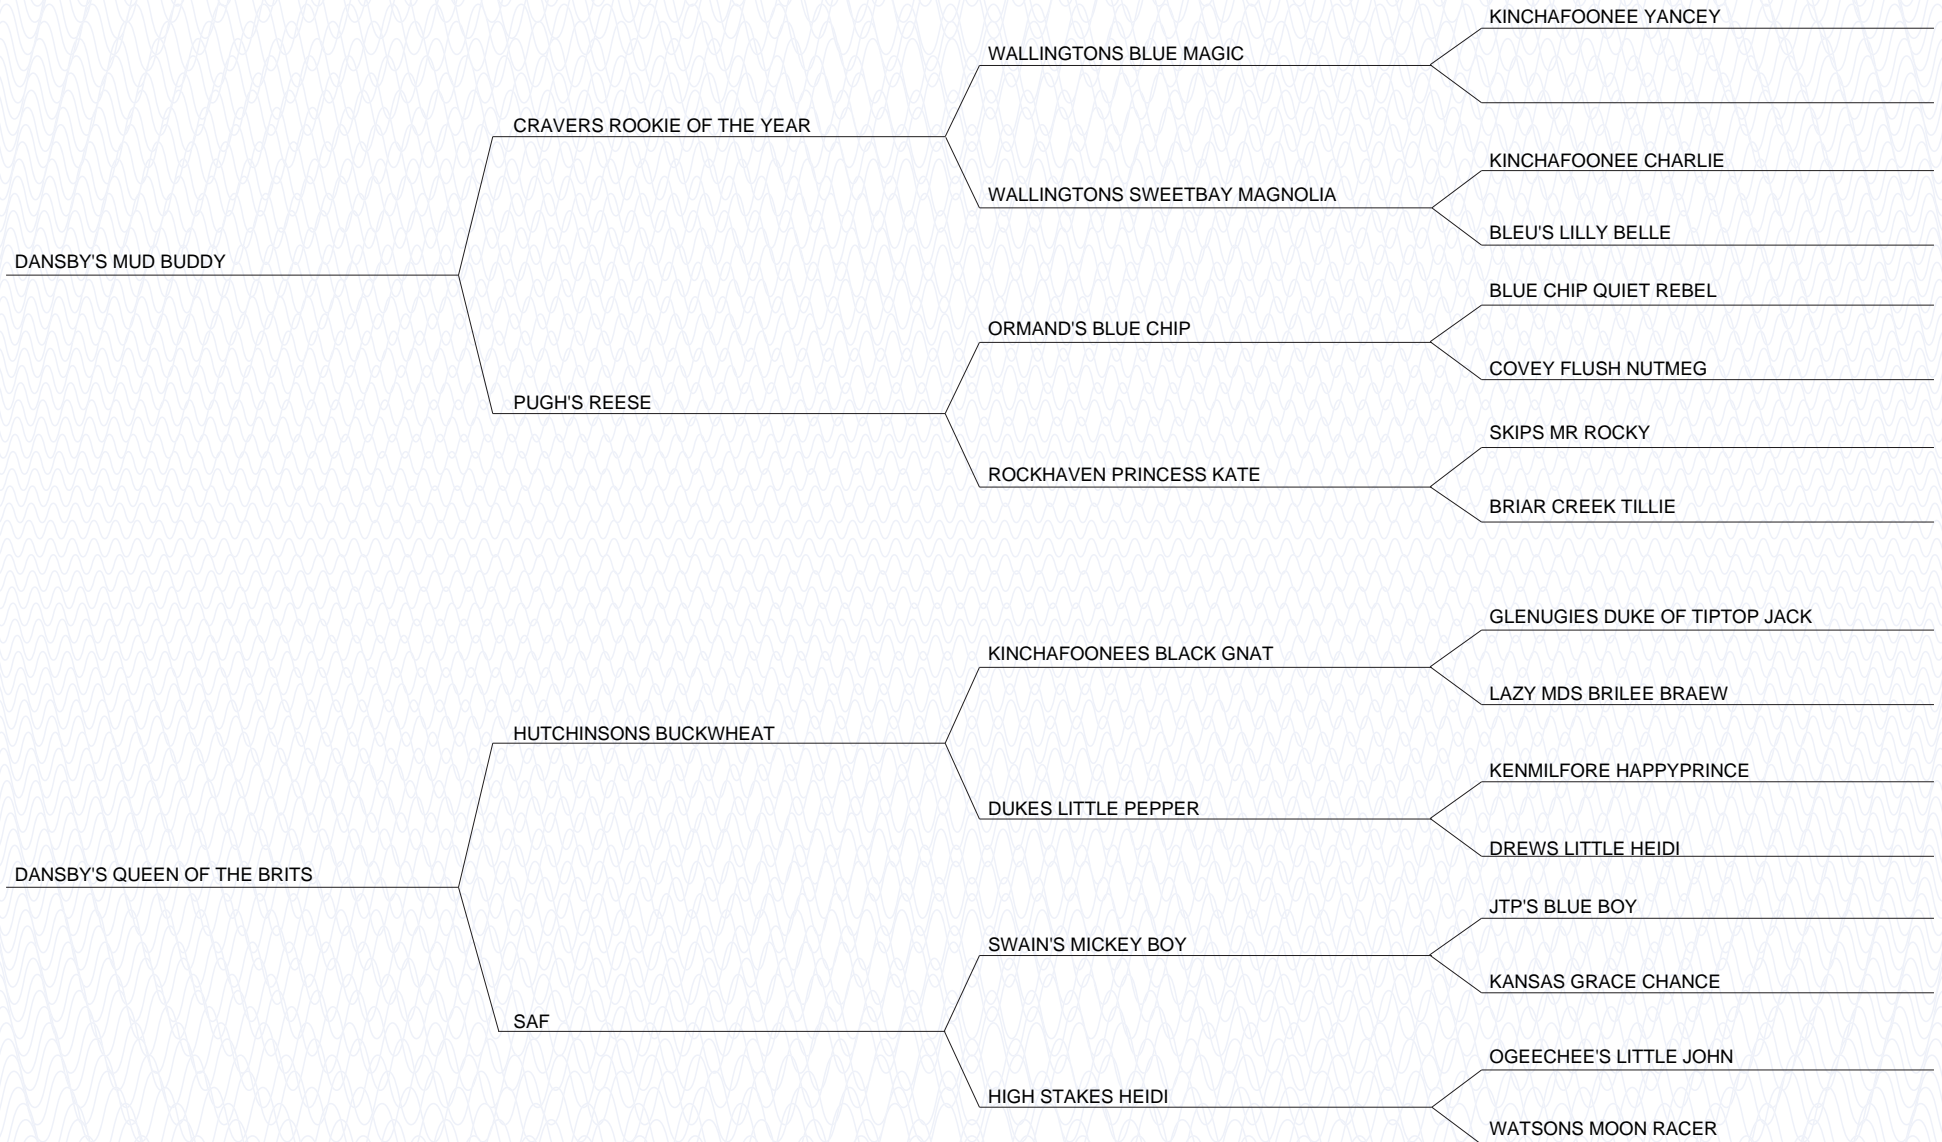 KINCHAFOONEE YANCEY
WALLINGTONS BLUE MAGIC
CRAVERS ROOKIE OF THE YEAR
KINCHAFOONEE CHARLIE
WALLINGTONS SWEETBAY MAGNOLIA
BLEU'S LILLY BELLE
DANSBY'S MUD BUDDY
BLUE CHIP QUIET REBEL
ORMAND'S BLUE CHIP
COVEY FLUSH NUTMEG
PUGH'S REESE
SKIPS MR ROCKY
ROCKHAVEN PRINCESS KATE
BRIAR CREEK TILLIE
GLENUGIES DUKE OF TIPTOP JACK
KINCHAFOONEES BLACK GNAT
LAZY MDS BRILEE BRAEW
HUTCHINSONS BUCKWHEAT
KENMILFORE HAPPYPRINCE
DUKES LITTLE PEPPER
DREWS LITTLE HEIDI
DANSBY'S QUEEN OF THE BRITS
JTP'S BLUE BOY
SWAIN'S MICKEY BOY
KANSAS GRACE CHANCE
SAF
OGEECHEE'S LITTLE JOHN
HIGH STAKES HEIDI
WATSONS MOON RACER